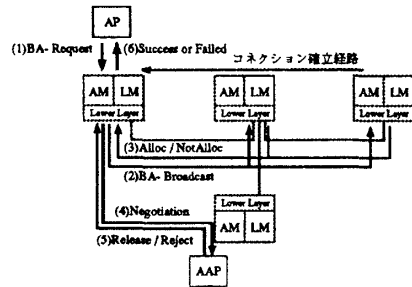 AP
(1)BA- Request
(6)Success or Failed
コネクション確立経路
AM LM
Lower Layer
AM LM
Lower Layer
AM LM
Lower Layer
(3)Alloc / NotAlloc
(2)BA- Broadcast
(4)Negotiation
(5)Release / Reject
Lower Layer
AM LM
AAP